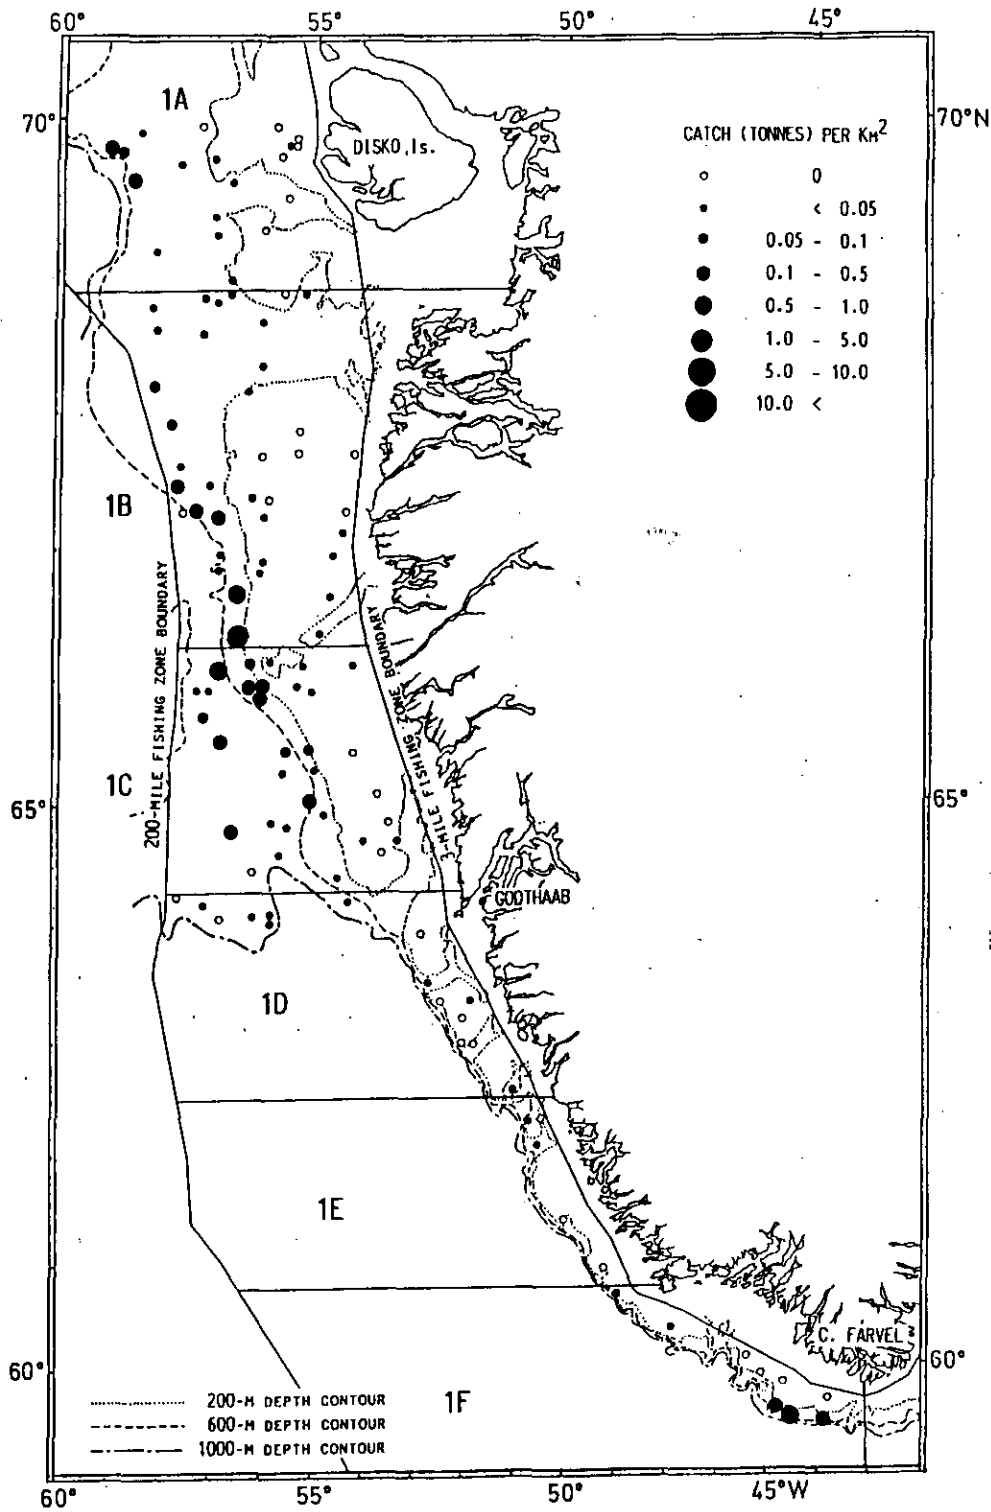 60° 55° 50° 45°
70° 70°N
1A
DISKO, Is.
CATCH (TONNES) PER KM²
0
< 0.05
0.05 - 0.1
0.1 - 0.5
0.5 - 1.0
1.0 - 5.0
5.0 - 10.0
10.0 <
1B
200-MILE FISHING ZONE BOUNDARY
3-MILE FISHING ZONE BOUNDARY
1C
65° 65°
GODTHAAB
1D
1E
C. FARVEL
60° 60°
1F
200-M DEPTH CONTOUR
600-M DEPTH CONTOUR
1000-M DEPTH CONTOUR
60° 55° 50° 45°W